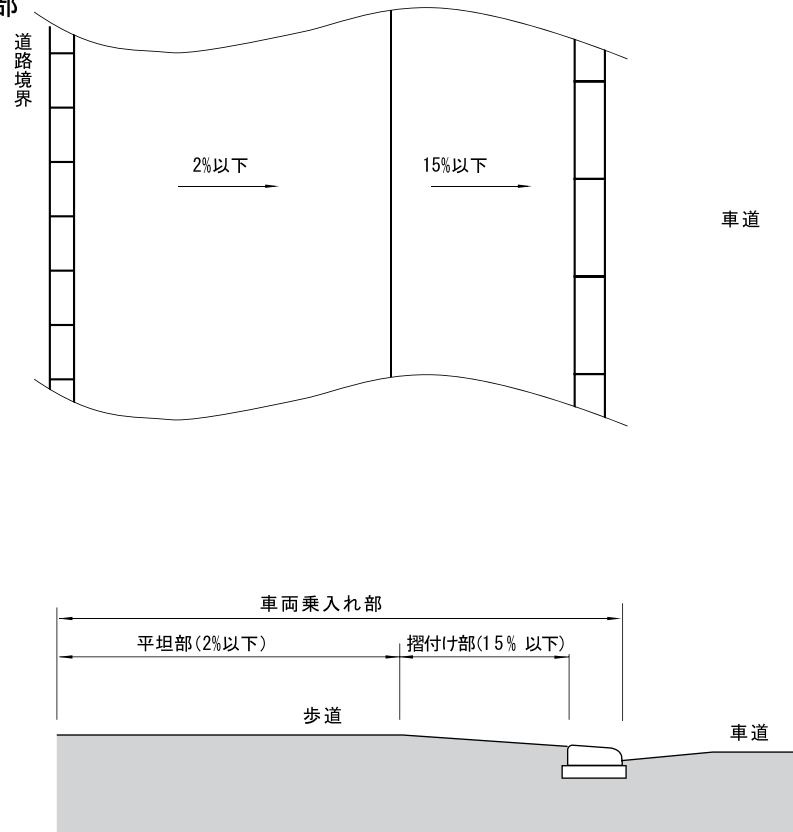 部
道路境界
2%以下
15%以下
車道
車両乗入れ部
平坦部(2%以下)
摺付け部(15% 以下)
歩道
車道